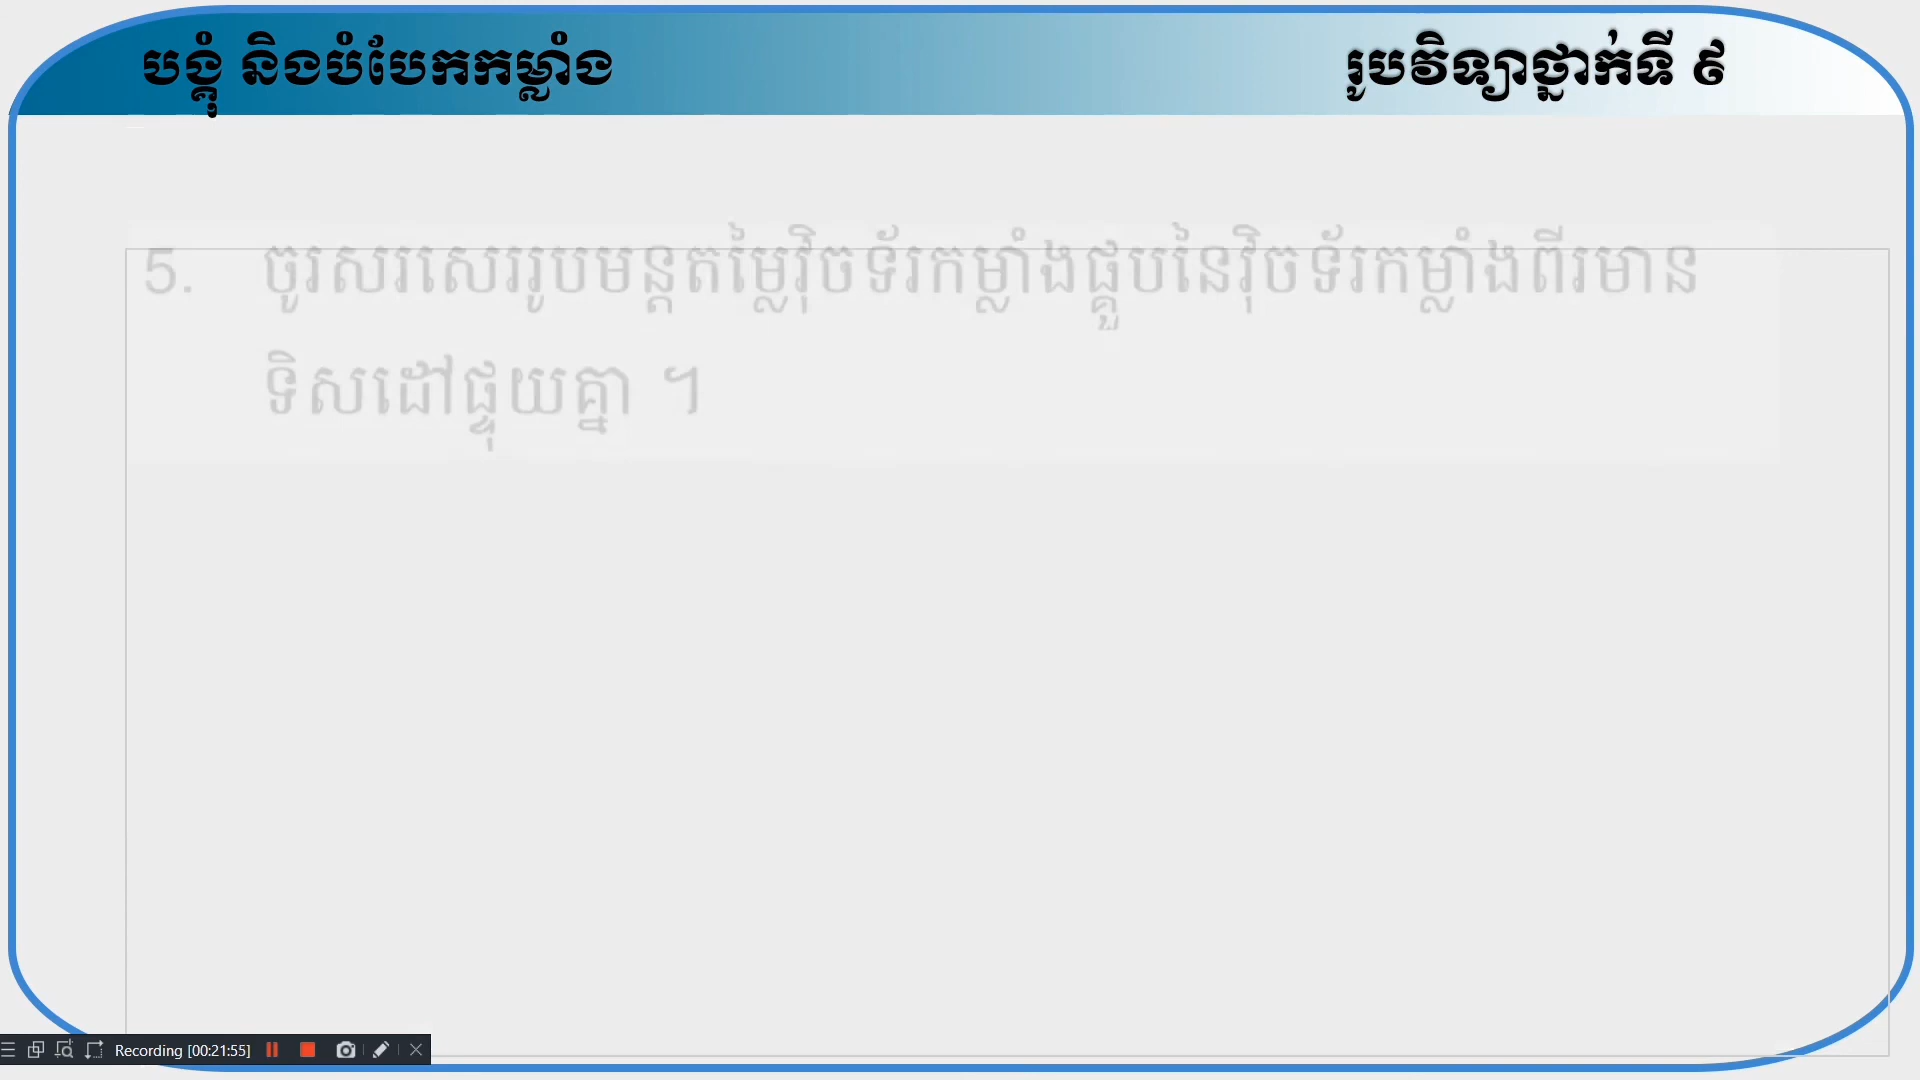 បង្គុំ និងបំបែកកម្លាំង
រូបវិទ្យាថ្នាក់ទី ៩
5. ចូរសរសេររូបមន្តតម្លៃវ៉ិចទ័រកម្លាំងផ្គួបនៃវ៉ិចទ័រកម្លាំងពីរមាន
ទិសដៅផ្ទុយគ្នា ។
Recording [00:21:55]